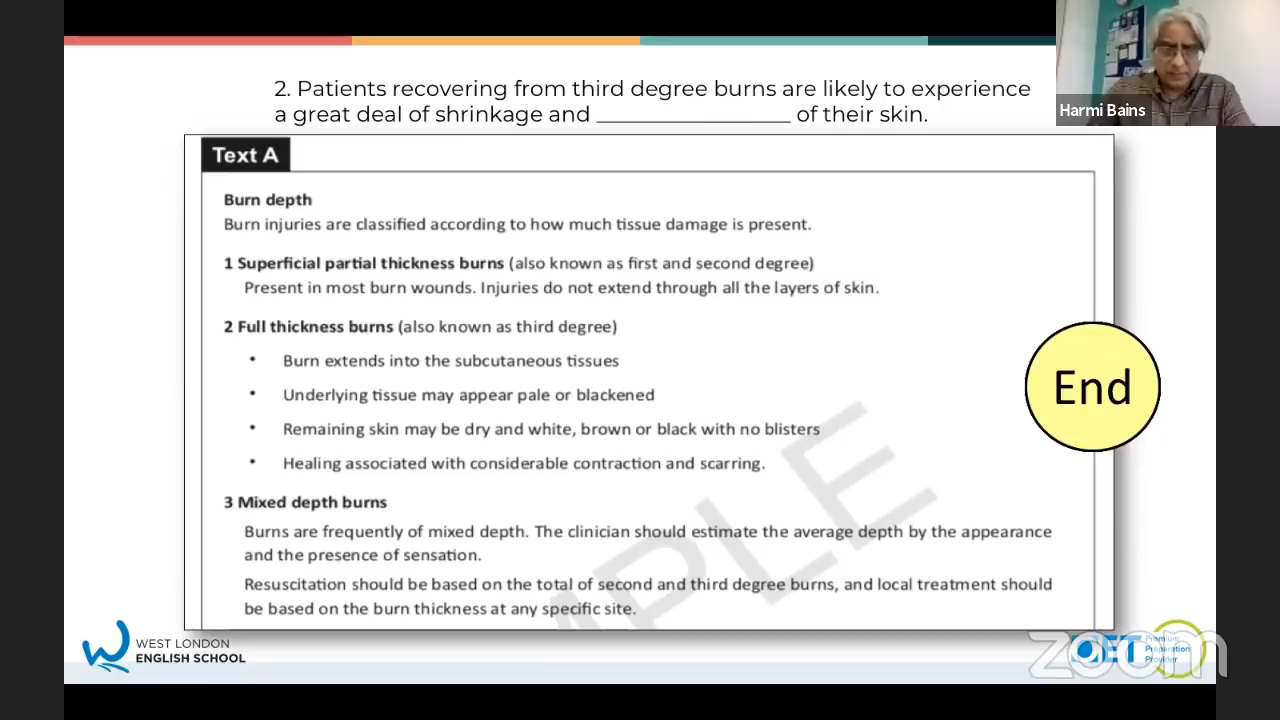 2. Patients recovering from third degree burns are likely to experience
a great deal of shrinkage and _________________ of their skin.
Harmi Bains
Text A
Burn depth
Burn injuries are classified according to how much tissue damage is present.
1 Superficial partial thickness burns (also known as first and second degree)
Present in most burn wounds. Injuries do not extend through all the layers of skin.
2 Full thickness burns (also known as third degree)
• Burn extends into the subcutaneous tissues
• Underlying tissue may appear pale or blackened
• Remaining skin may be dry and white, brown or black with no blisters
• Healing associated with considerable contraction and scarring.
End
3 Mixed depth burns
Burns are frequently of mixed depth. The clinician should estimate the average depth by the appearance
and the presence of sensation.
Resuscitation should be based on the total of second and third degree burns, and local treatment should
be based on the burn thickness at any specific site.
WEST LONDON
ENGLISH SCHOOL
OET
Premium
Preparation
Provider
zoom